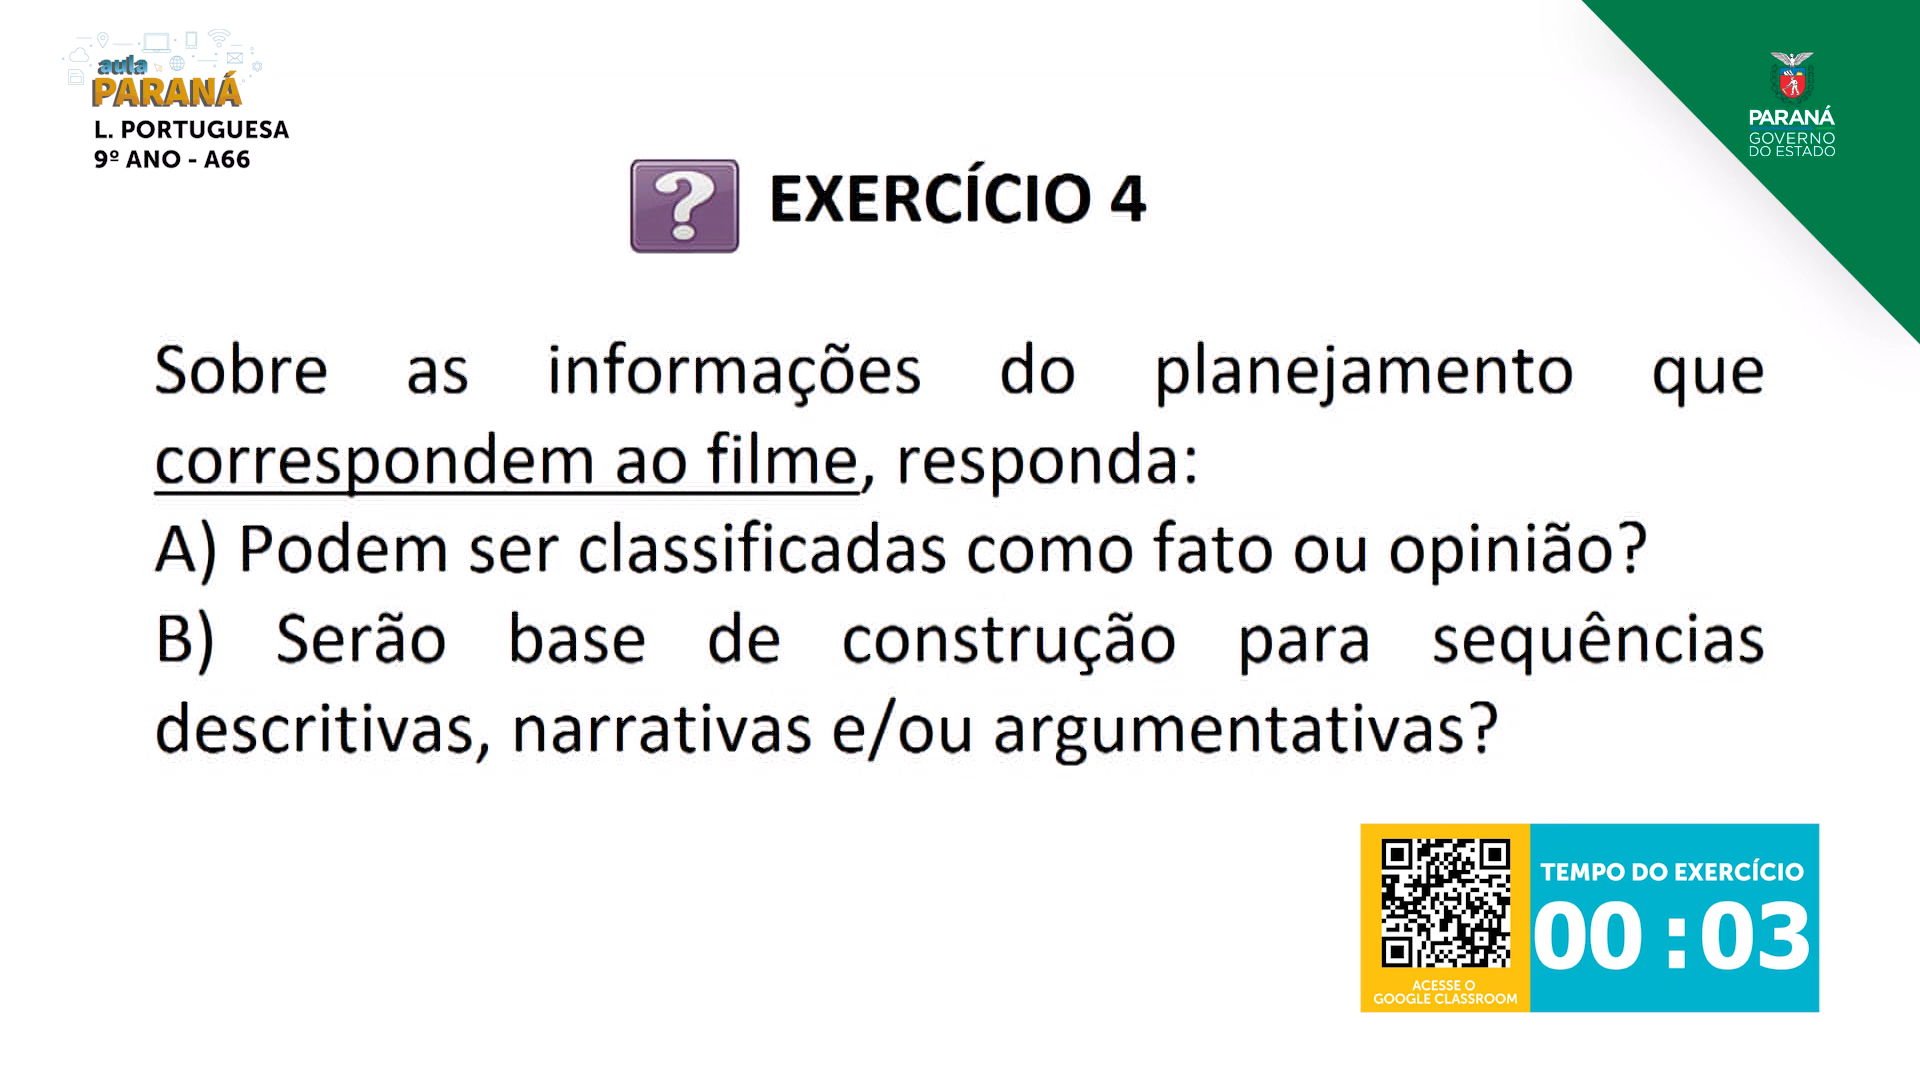 aula
PARANÁ
L. PORTUGUESA
9º ANO - A66
PARANÁ
GOVERNO
DO ESTADO
? EXERCÍCIO 4
Sobre as informações do planejamento que
correspondem ao filme, responda:
A) Podem ser classificadas como fato ou opinião?
B) Serão base de construção para sequências
descritivas, narrativas e/ou argumentativas?
TEMPO DO EXERCÍCIO
00:03
ACESSE O
GOOGLE CLASSROOM